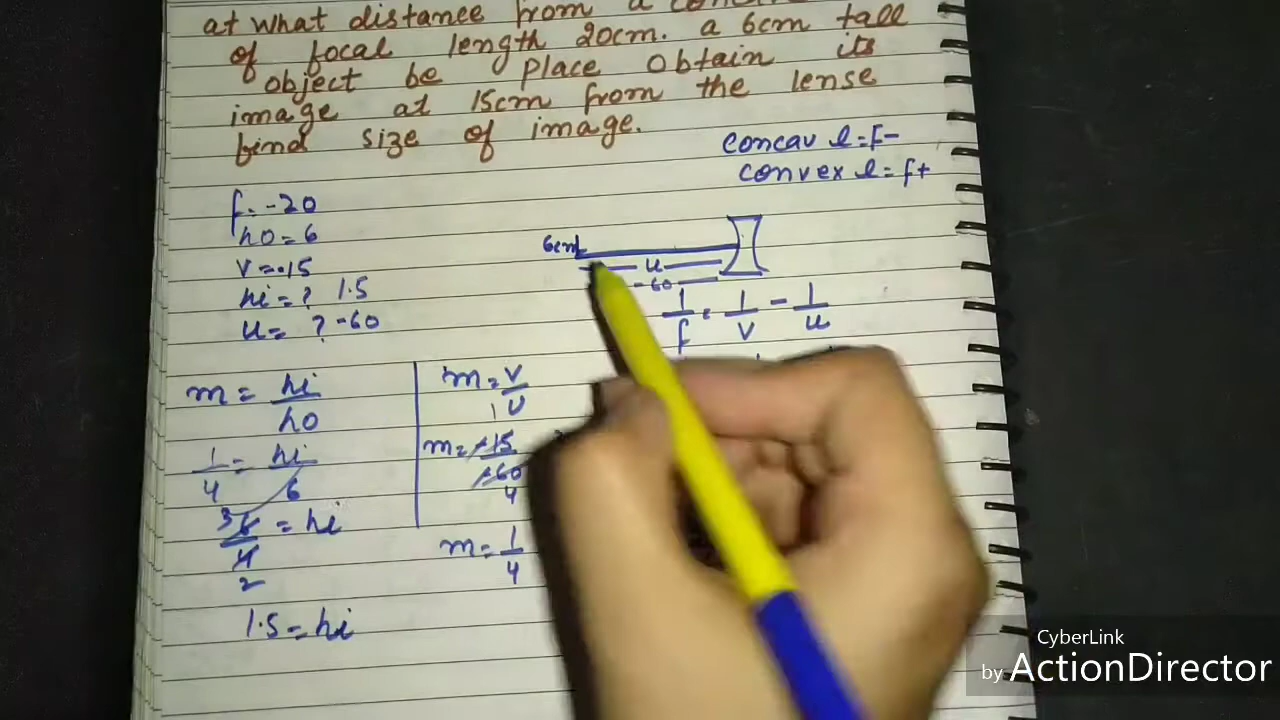 at what distance from a
of focal length 20cm. a 6cm tall
object be place obtain its
image at 15cm from the lense
find size of image.
concav l = f-
convex l = f+
f = -20
ho = 6
v = -15
hi = ? 1.5
u = ? -60
6cm
u
-60
1/f = 1/v - 1/u
m = hi/ho
1/4 = hi/6
3 6/4 2 = hi
1.5 = hi
m = v/u
m = -15/-60 4
m = 1/4
CyberLink
by ActionDirector